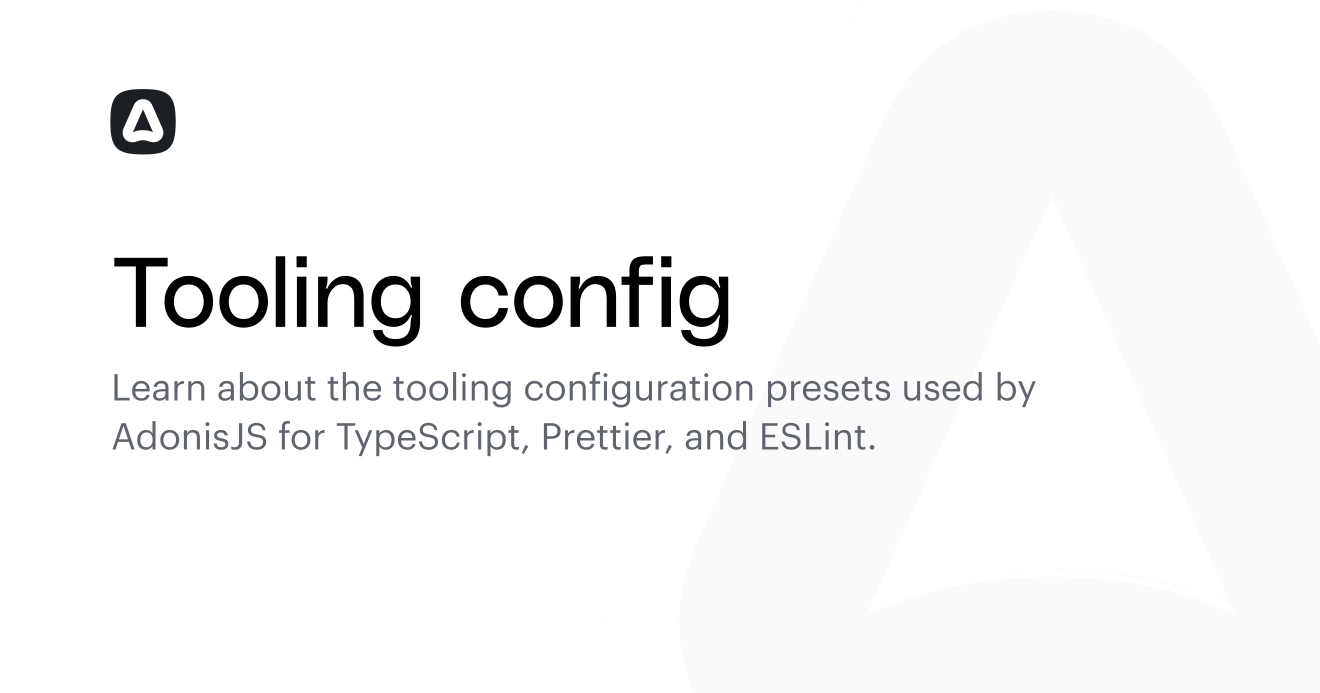 Tooling config
Learn about the tooling configuration presets used by
AdonisJS for TypeScript, Prettier, and ESLint.